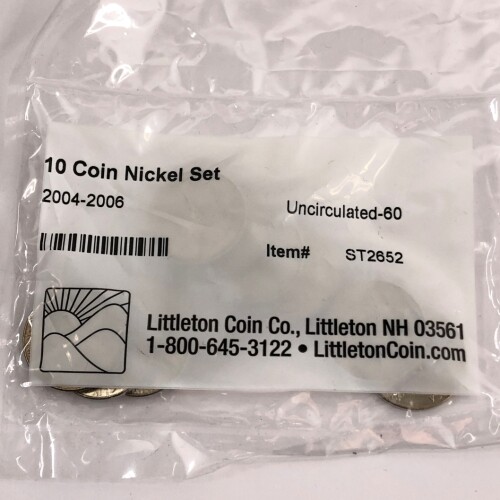 10 Coin Nickel Set
2004-2006
Uncirculated-60
Item# ST2652
Littleton Coin Co., Littleton NH 03561
1-800-645-3122 • LittletonCoin.com